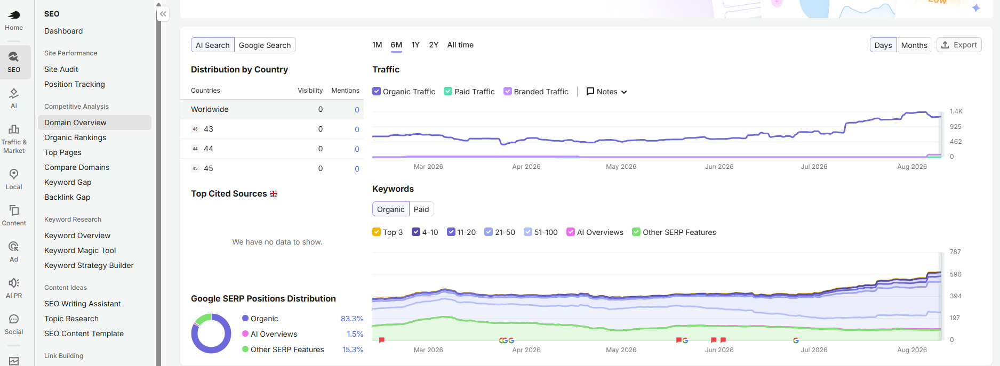 Home
SEO
AI
Traffic &
Market
Local
Content
Ad
AI PR
Social
SEO
Dashboard
Site Performance
Site Audit
Position Tracking
Competitive Analysis
Domain Overview
Organic Rankings
Top Pages
Compare Domains
Keyword Gap
Backlink Gap
Keyword Research
Keyword Overview
Keyword Magic Tool
Keyword Strategy Builder
Content Ideas
SEO Writing Assistant
Topic Research
SEO Content Template
Link Building
Low
AI Search Google Search
Distribution by Country
Countries Visibility Mentions
Worldwide 0 0
43 43 0 0
44 44 0 0
45 45 0 0
Top Cited Sources
We have no data to show.
Google SERP Positions Distribution
Organic 83.3%
AI Overviews 1.5%
Other SERP Features 15.3%
1M 6M 1Y 2Y All time
Days Months Export
Traffic
Organic Traffic Paid Traffic Branded Traffic Notes
1.4K
925
462
0
Mar 2026 Apr 2026 May 2026 Jun 2026 Jul 2026 Aug 2026
Keywords
Organic Paid
Top 3 4-10 11-20 21-50 51-100 AI Overviews Other SERP Features
787
590
394
197
0
G G G G
Mar 2026 Apr 2026 May 2026 Jun 2026 Jul 2026 Aug 2026